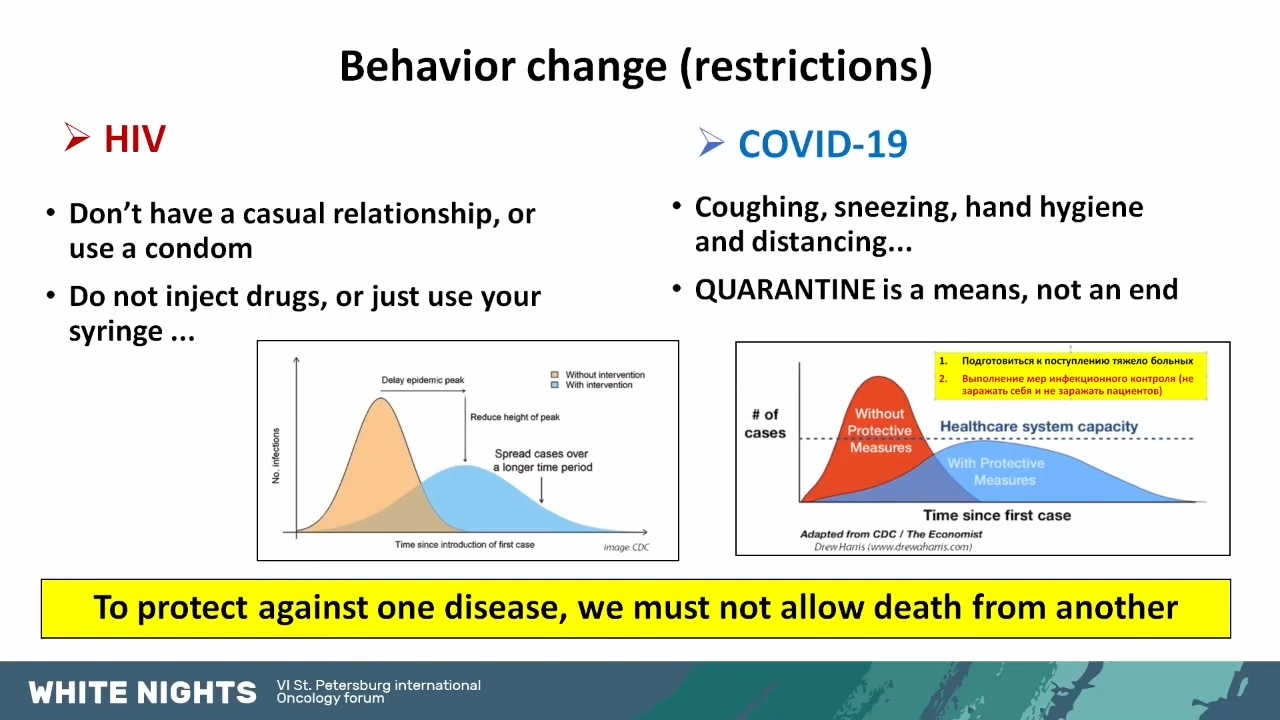 Behavior change (restrictions)
HIV
Don't have a casual relationship, or
use a condom
Do not inject drugs, or just use your
syringe ...
COVID-19
Coughing, sneezing, hand hygiene
and distancing...
QUARANTINE is a means, not an end
Delay epidemic peak
Without intervention
With intervention
Reduce height of peak
Spread cases over
a longer time period
No. infections
Time since introduction of first case
image: CDC
1. Подготовиться к поступлению тяжело больных
2. Выполнение мер инфекционного контроля (не
заражать себя и не заражать пациентов)
# of
cases
Without
Protective
Measures
Healthcare system capacity
With Protective
Measures
Time since first case
Adapted from CDC / The Economist
Drew Harris (www.drewaharris.com)
To protect against one disease, we must not allow death from another
WHITE NIGHTS
VI St. Petersburg international
Oncology forum